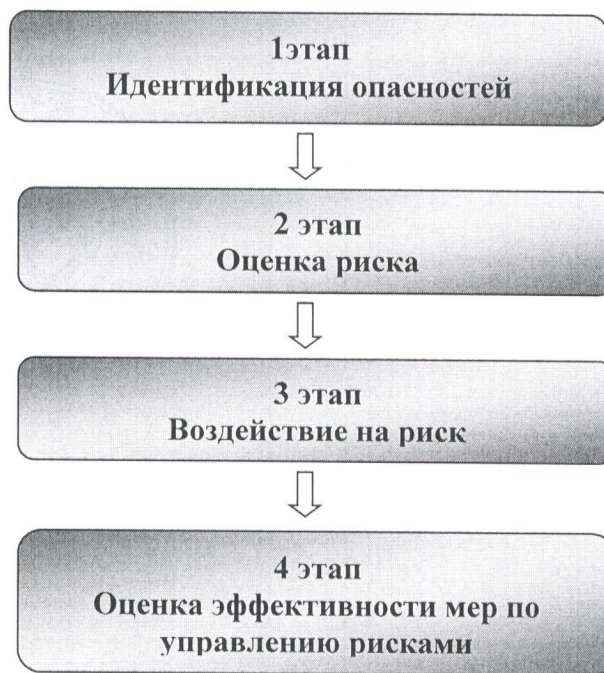 1этап
Идентификация опасностей
2 этап
Оценка риска
3 этап
Воздействие на риск
4 этап
Оценка эффективности мер по
управлению рисками